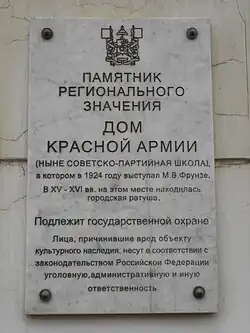 ПАМЯТНИК
РЕГИОНАЛЬНОГО
ЗНАЧЕНИЯ
ДОМ
КРАСНОЙ АРМИИ
(НЫНЕ СОВЕТСКО-ПАРТИЙНАЯ ШКОЛА),
в котором в 1924 году выступал М.В.Фрунзе.
В XV - XVI вв. на этом месте находилась
городская ратуша.
Подлежит государственной охране
Лица, причинившие вред объекту
культурного наследия, несут в соответствии с
законодательством Российской Федерации
уголовную,административную и иную
ответственность